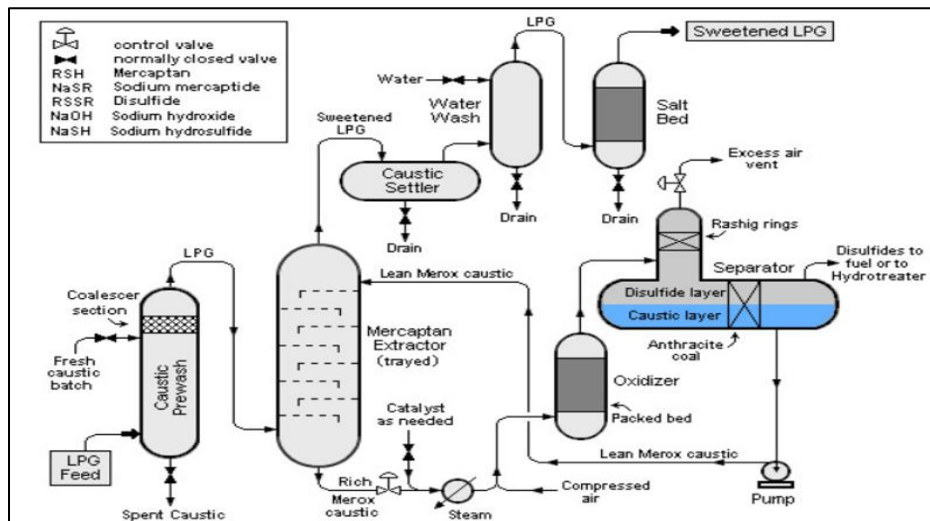 control valve
normally closed valve
RSH Mercaptan
NaSR Sodium mercaptide
RSSR Disulfide
NaOH Sodium hydroxide
NaSH Sodium hydrosulfide
LPG
Sweetened LPG
Water
Water
Wash
Salt
Bed
Sweetened
LPG
Caustic
Settler
Excess air
vent
Drain
Drain
Drain
Rashig rings
LPG
Lean Merox caustic
Separator
Disulfides to
fuel or to
Hydrotreater
Disulfide layer
Caustic layer
Coalescer
section
Mercaptan
Extractor
(trayed)
Anthracite
coal
Fresh
caustic
batch
Caustic
Prewash
Oxidizer
Packed bed
Catalyst
as needed
LPG
Feed
Lean Merox caustic
Rich
Merox
caustic
Compressed
air
Steam
Pump
Spent Caustic